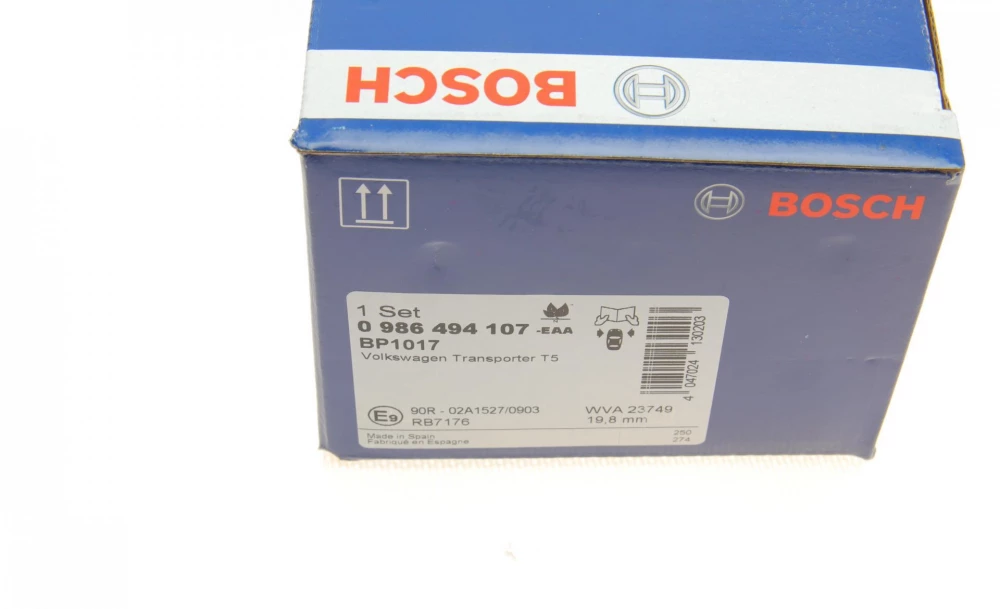 BOSCH
BOSCH
1 Set
0 986 494 107 -EAA
BP1017
Volkswagen Transporter T5
4 047024 130203
E9
90R - 02A1527/0903
RB7176
WVA 23749
19,8 mm
Made in Spain
Fabriqué en Espagne
250
274